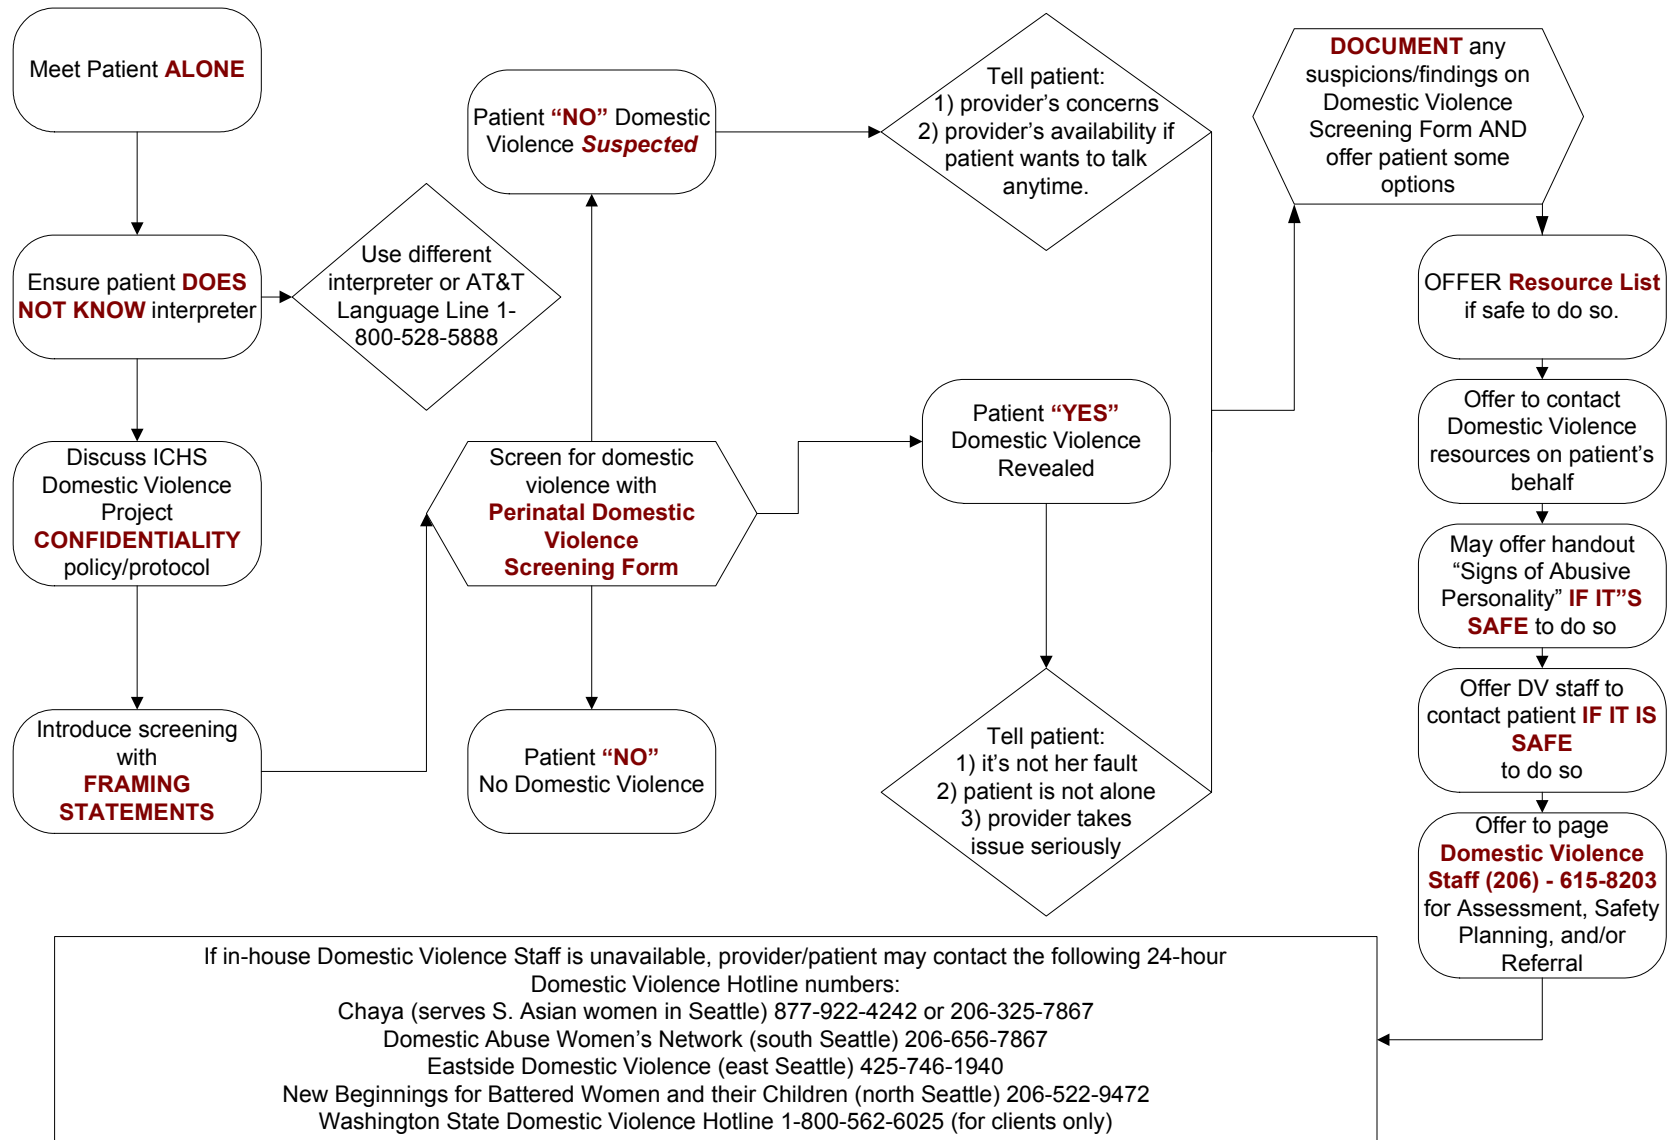 Meet Patient ALONE
Ensure patient DOES
NOT KNOW interpreter
Use different
interpreter or AT&T
Language Line 1-
800-528-5888
Discuss ICHS
Domestic Violence
Project
CONFIDENTIALITY
policy/protocol
Introduce screening
with
FRAMING
STATEMENTS
Screen for domestic
violence with
Perinatal Domestic
Violence
Screening Form
Patient “NO” Domestic
Violence Suspected
Patient “NO”
No Domestic Violence
Tell patient:
1) provider’s concerns
2) provider’s availability if
patient wants to talk
anytime.
Patient “YES”
Domestic Violence
Revealed
Tell patient:
1) it’s not her fault
2) patient is not alone
3) provider takes
issue seriously
DOCUMENT any
suspicions/findings on
Domestic Violence
Screening Form AND
offer patient some
options
OFFER Resource List
if safe to do so.
Offer to contact
Domestic Violence
resources on patient’s
behalf
May offer handout
“Signs of Abusive
Personality” IF IT”S
SAFE to do so
Offer DV staff to
contact patient IF IT IS
SAFE
to do so
Offer to page
Domestic Violence
Staff (206) - 615-8203
for Assessment, Safety
Planning, and/or
Referral
If in-house Domestic Violence Staff is unavailable, provider/patient may contact the following 24-hour
Domestic Violence Hotline numbers:
Chaya (serves S. Asian women in Seattle) 877-922-4242 or 206-325-7867
Domestic Abuse Women’s Network (south Seattle) 206-656-7867
Eastside Domestic Violence (east Seattle) 425-746-1940
New Beginnings for Battered Women and their Children (north Seattle) 206-522-9472
Washington State Domestic Violence Hotline 1-800-562-6025 (for clients only)